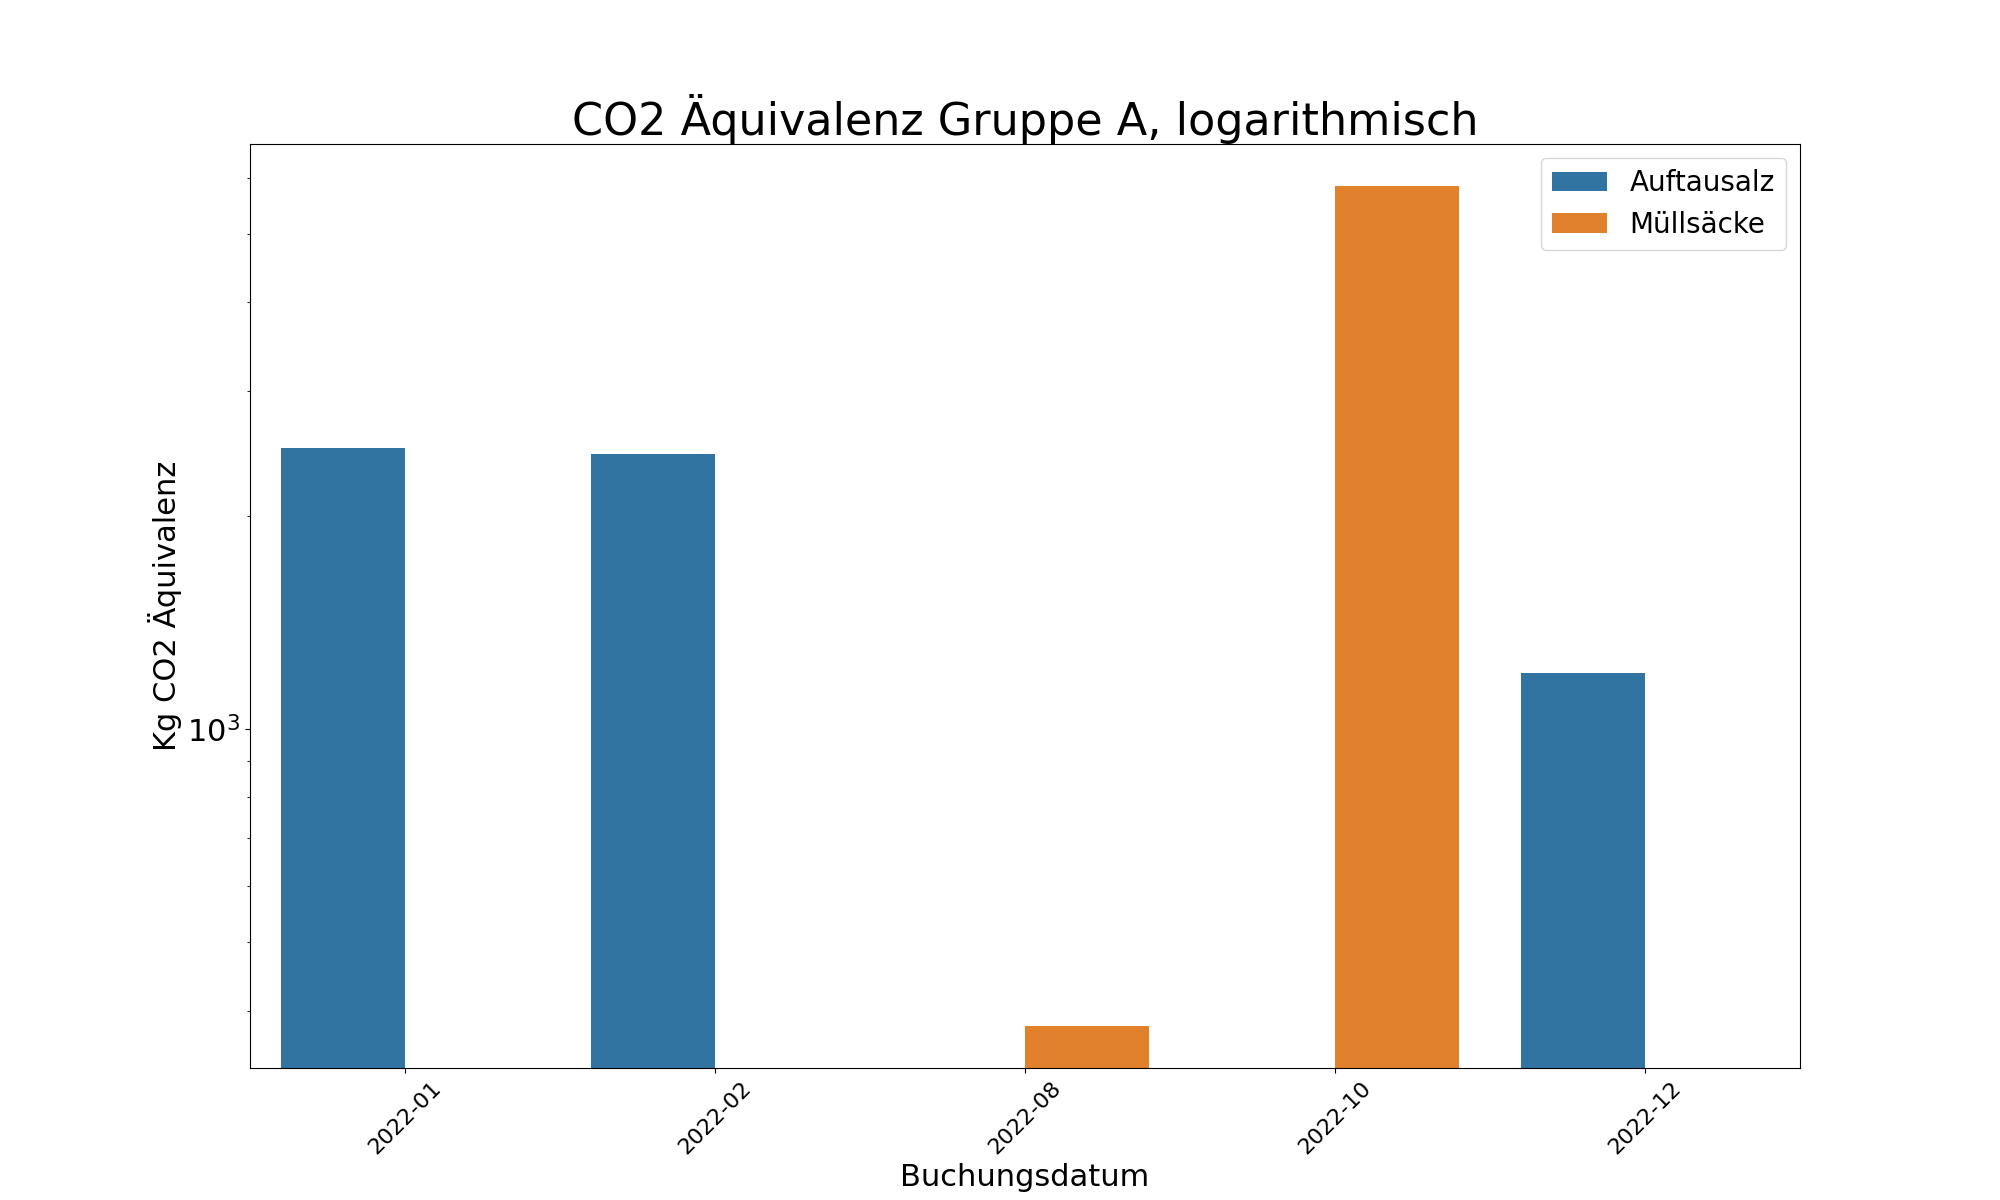 CO2 Äquivalenz Gruppe A, logarithmisch
Auftausalz
Müllsäcke
Kg CO2 Äquivalenz
10³
2022-01
2022-02
2022-08
2022-10
2022-12
Buchungsdatum